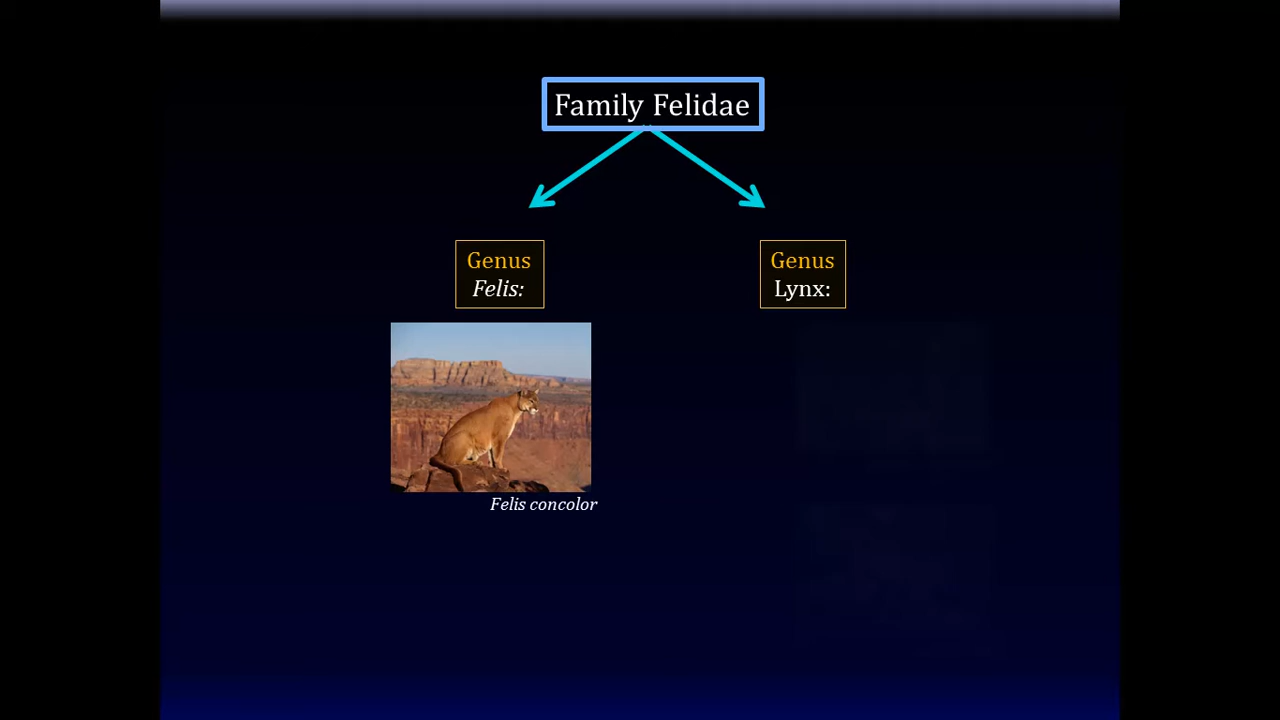 Family Felidae
Genus
Felis:
Genus
Lynx:
Felis concolor